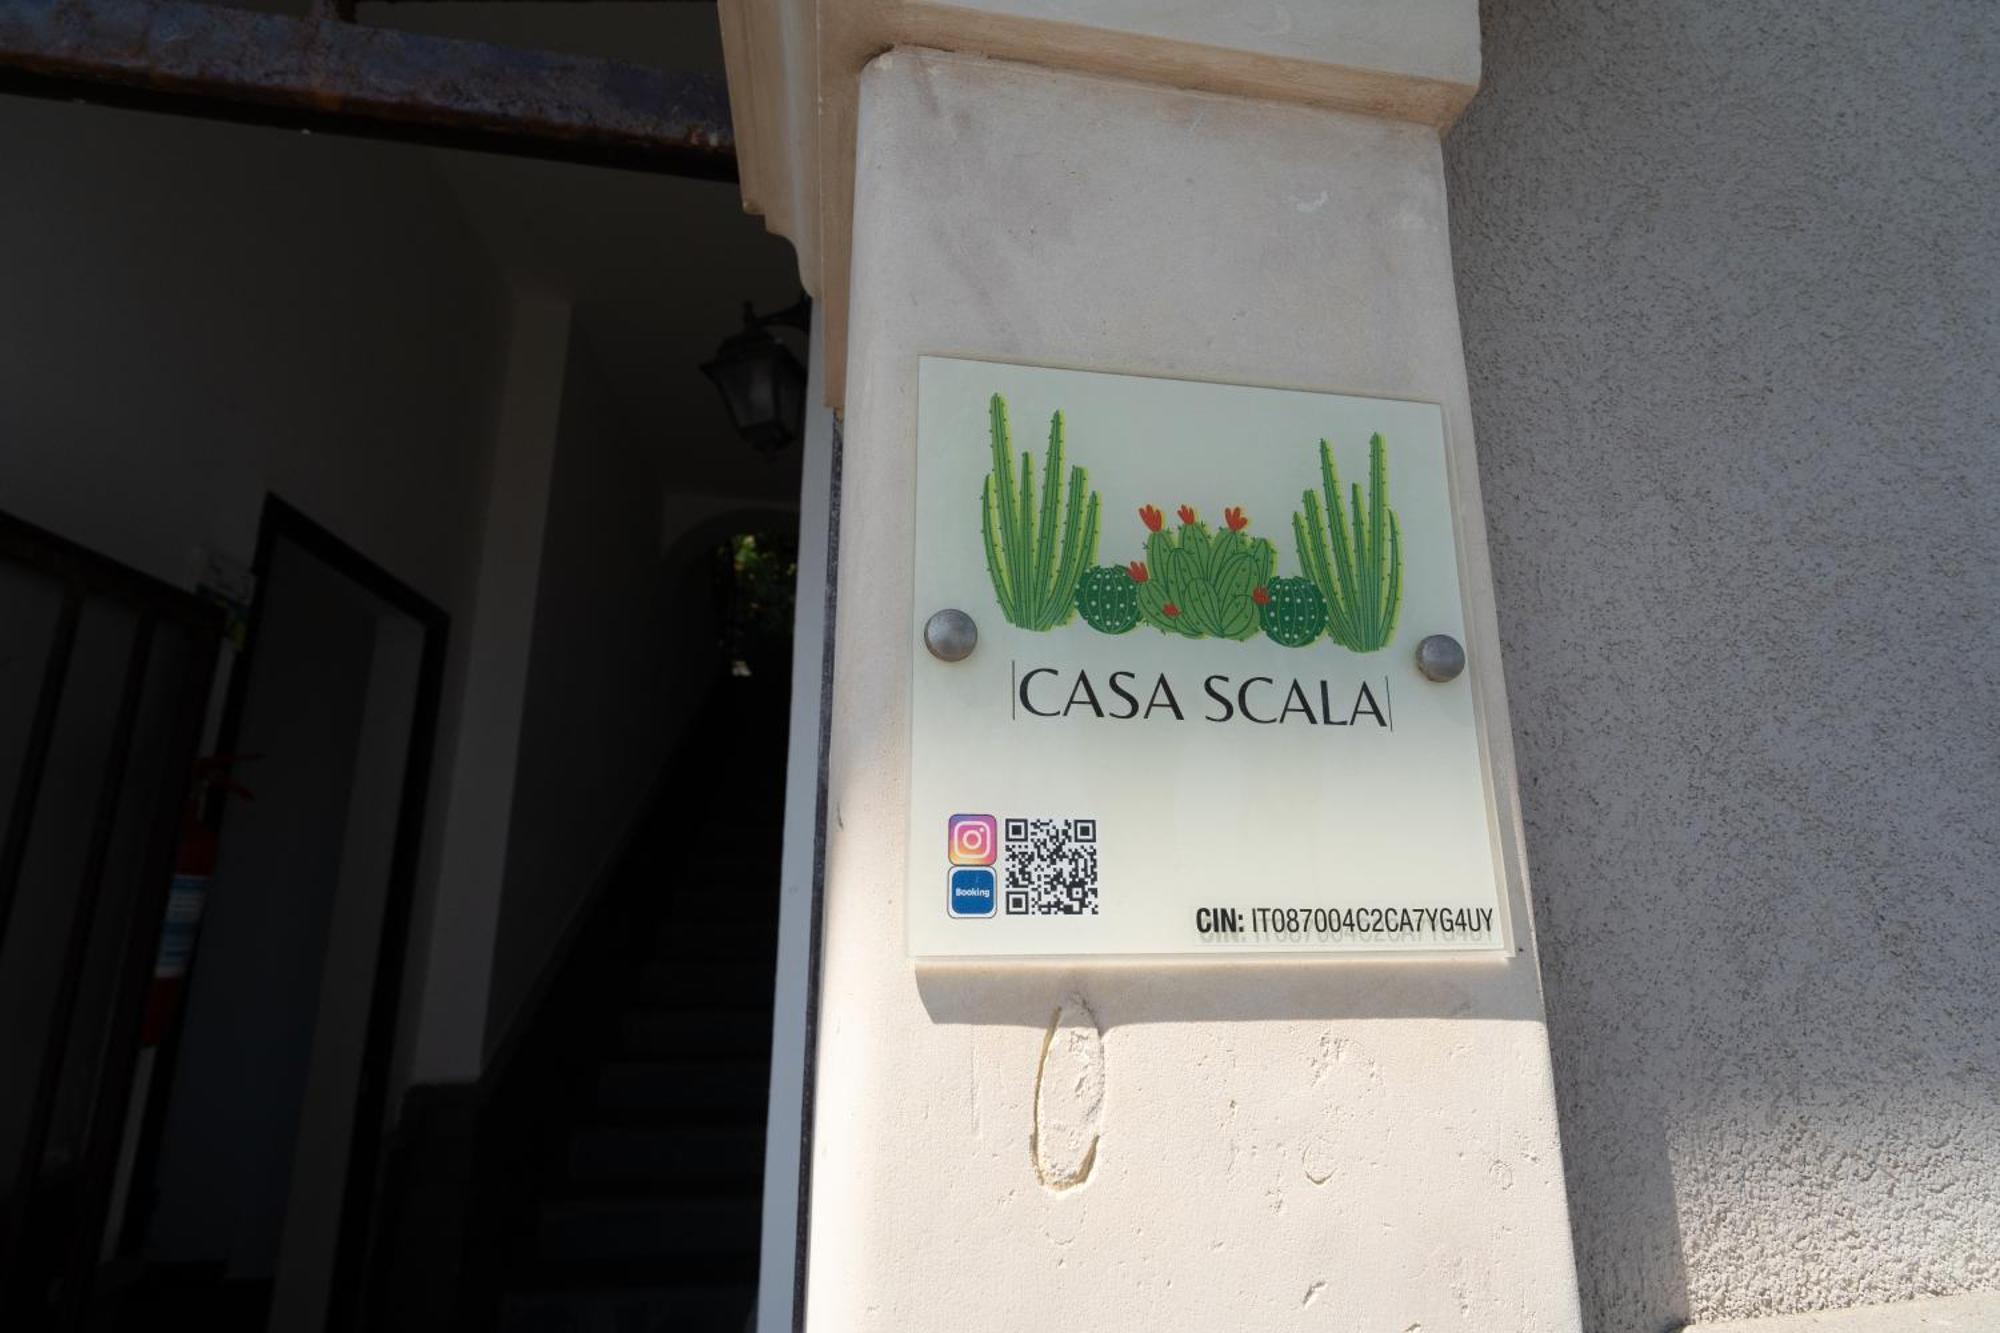 |CASA SCALA|
Booking
CIN: IT087004C2CA7YG4UY